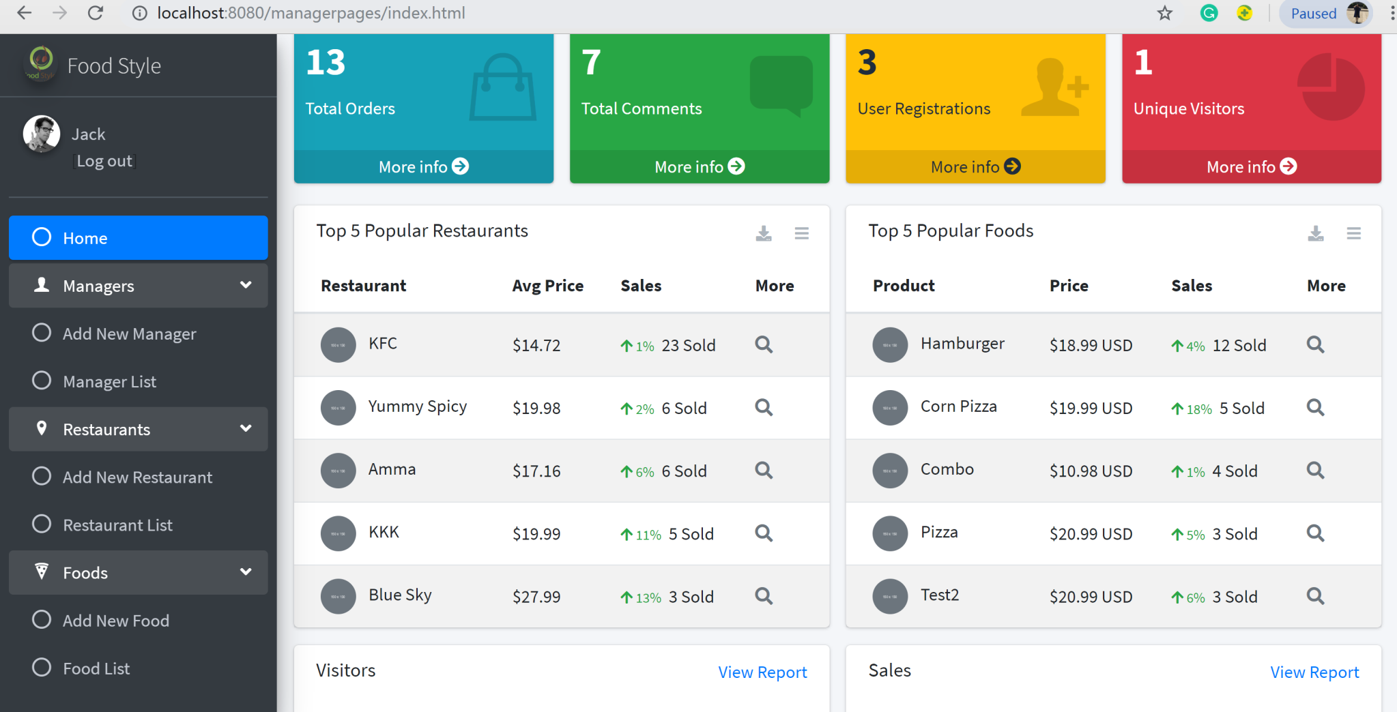 localhost:8080/managerpages/index.html
Paused
Food Style
Jack
Log out
Home
Managers
Add New Manager
Manager List
Restaurants
Add New Restaurant
Restaurant List
Foods
Add New Food
Food List
13
Total Orders
More info
7
Total Comments
More info
3
User Registrations
More info
1
Unique Visitors
More info
Top 5 Popular Restaurants
Restaurant Avg Price Sales More
KFC $14.72 1% 23 Sold
Yummy Spicy $19.98 2% 6 Sold
Amma $17.16 6% 6 Sold
KKK $19.99 11% 5 Sold
Blue Sky $27.99 13% 3 Sold
Top 5 Popular Foods
Product Price Sales More
Hamburger $18.99 USD 4% 12 Sold
Corn Pizza $19.99 USD 18% 5 Sold
Combo $10.98 USD 1% 4 Sold
Pizza $20.99 USD 5% 3 Sold
Test2 $20.99 USD 6% 3 Sold
Visitors View Report
Sales View Report